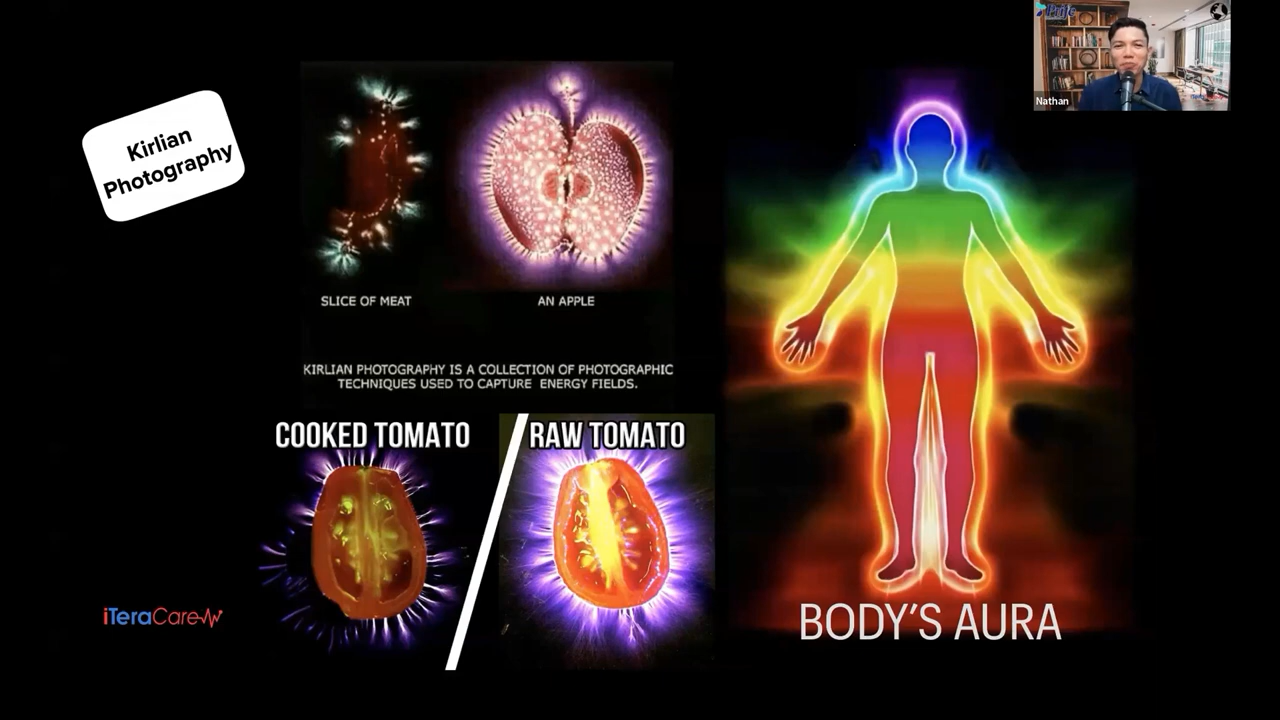 Kirlian
Photography
SLICE OF MEAT
AN APPLE
KIRLIAN PHOTOGRAPHY IS A COLLECTION OF PHOTOGRAPHIC
TECHNIQUES USED TO CAPTURE ENERGY FIELDS.
COOKED TOMATO
RAW TOMATO
iTeraCare
BODY'S AURA
Nathan